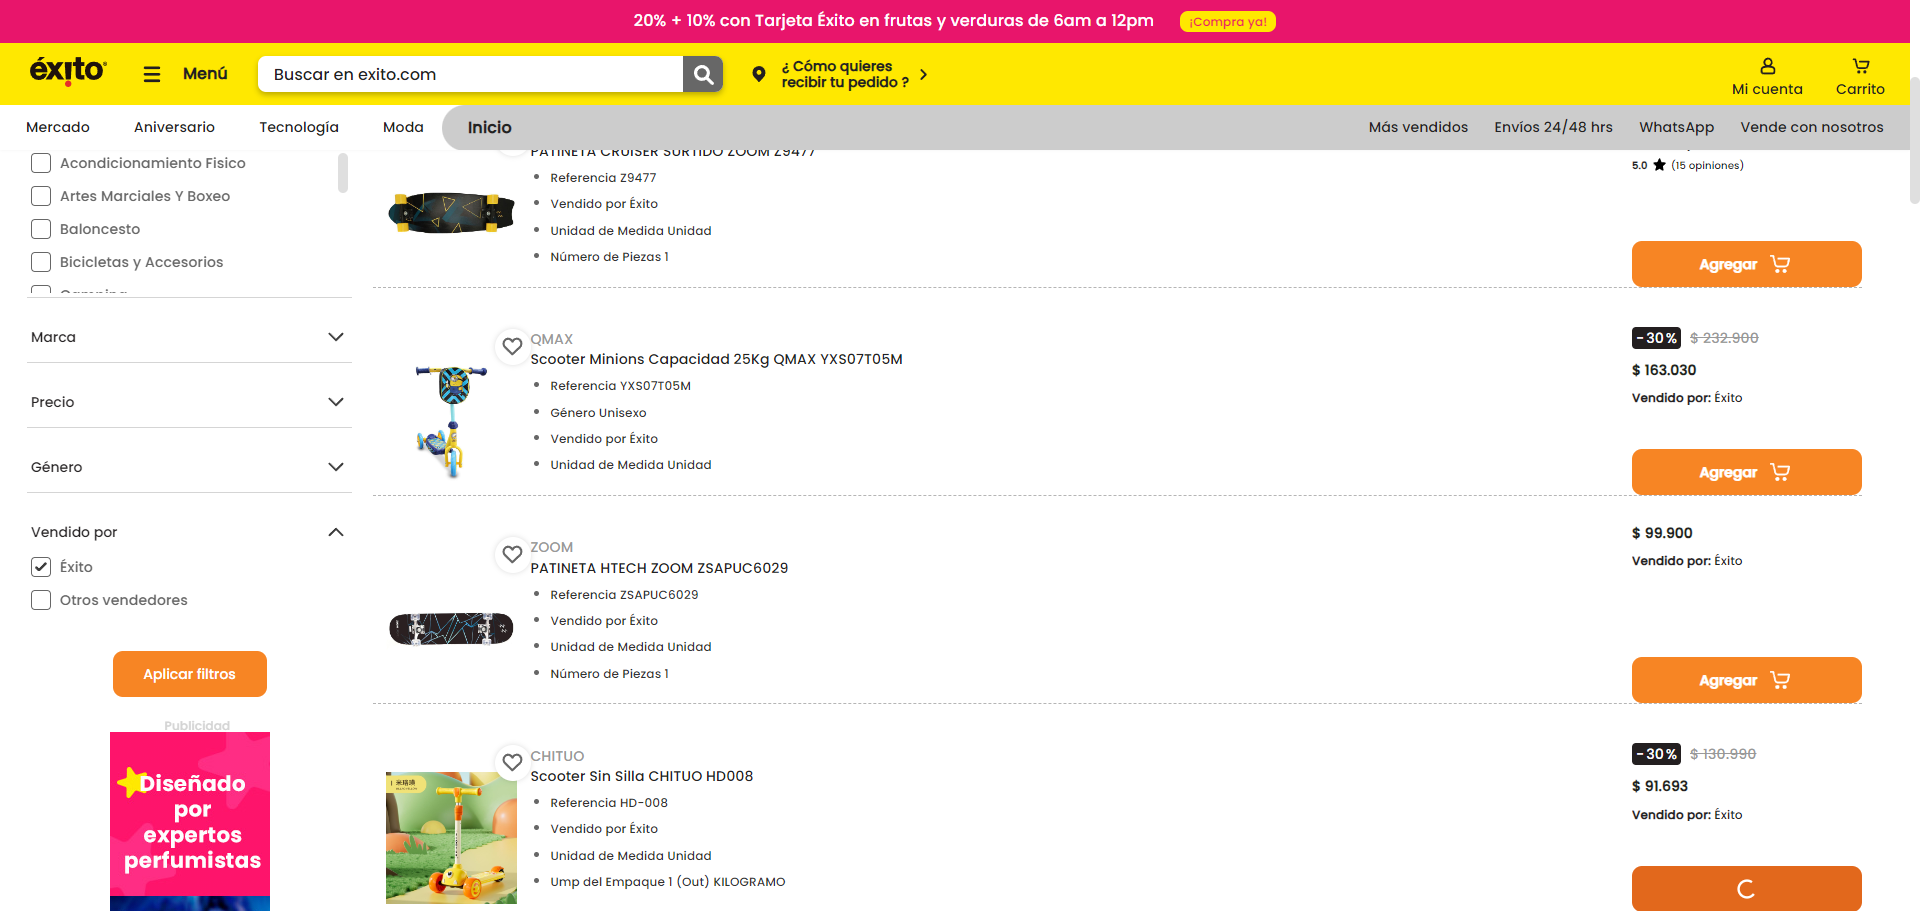 20% + 10% con Tarjeta Éxito en frutas y verduras de 6am a 12pm
¡Compra ya!
éxito
Menú
Buscar en exito.com
¿ Cómo quieres
recibir tu pedido ?
Mi cuenta
Carrito
Mercado
Aniversario
Tecnología
Moda
Inicio
Más vendidos
Envíos 24/48 hrs
WhatsApp
Vende con nosotros
Acondicionamiento Fisico
Artes Marciales Y Boxeo
Baloncesto
Bicicletas y Accesorios
Marca
Precio
Género
Vendido por
Éxito
Otros vendedores
Aplicar filtros
Publicidad
Diseñado
por
expertos
perfumistas
PATINETA CRUISER SURTIDO ZOOM Z9477
Referencia Z9477
Vendido por Éxito
Unidad de Medida Unidad
Número de Piezas 1
5.0
(15 opiniones)
Agregar
QMAX
Scooter Minions Capacidad 25Kg QMAX YXS07T05M
Referencia YXS07T05M
Género Unisexo
Vendido por Éxito
Unidad de Medida Unidad
-30%
$ 232.900
$ 163.030
Vendido por: Éxito
Agregar
ZOOM
PATINETA HTECH ZOOM ZSAPUC6029
Referencia ZSAPUC6029
Vendido por Éxito
Unidad de Medida Unidad
Número de Piezas 1
$ 99.900
Vendido por: Éxito
Agregar
CHITUO
Scooter Sin Silla CHITUO HD008
Referencia HD-008
Vendido por Éxito
Unidad de Medida Unidad
Ump del Empaque 1 (Out) KILOGRAMO
-30%
$ 130.990
$ 91.693
Vendido por: Éxito